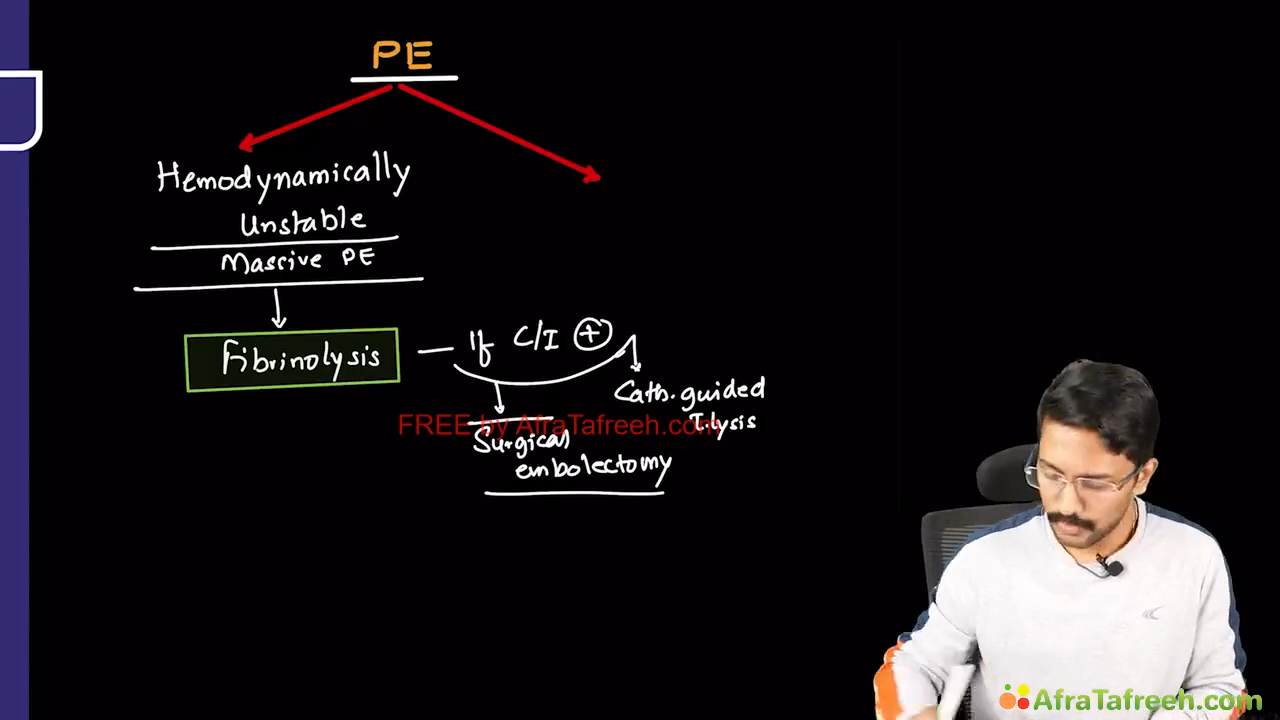 PE
Hemodynamically
Unstable
Massive PE
Fibrinolysis
If C/I +
Cath. guided
T.lysis
FREE by AfraTafreeh.com
Surgical
embolectomy
AfraTafreeh.com